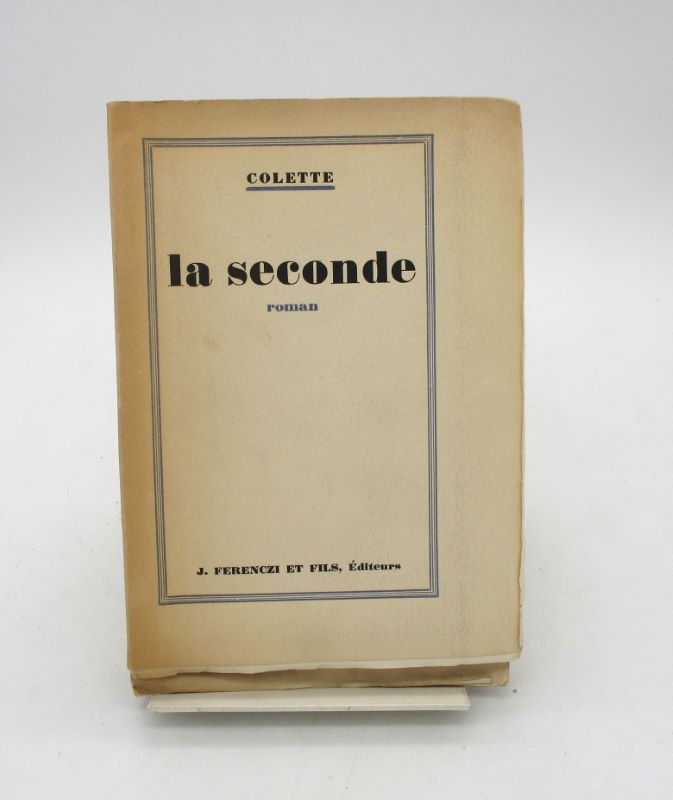 COLETTE
la seconde
roman
J. FERENCZI ET FILS, Éditeurs